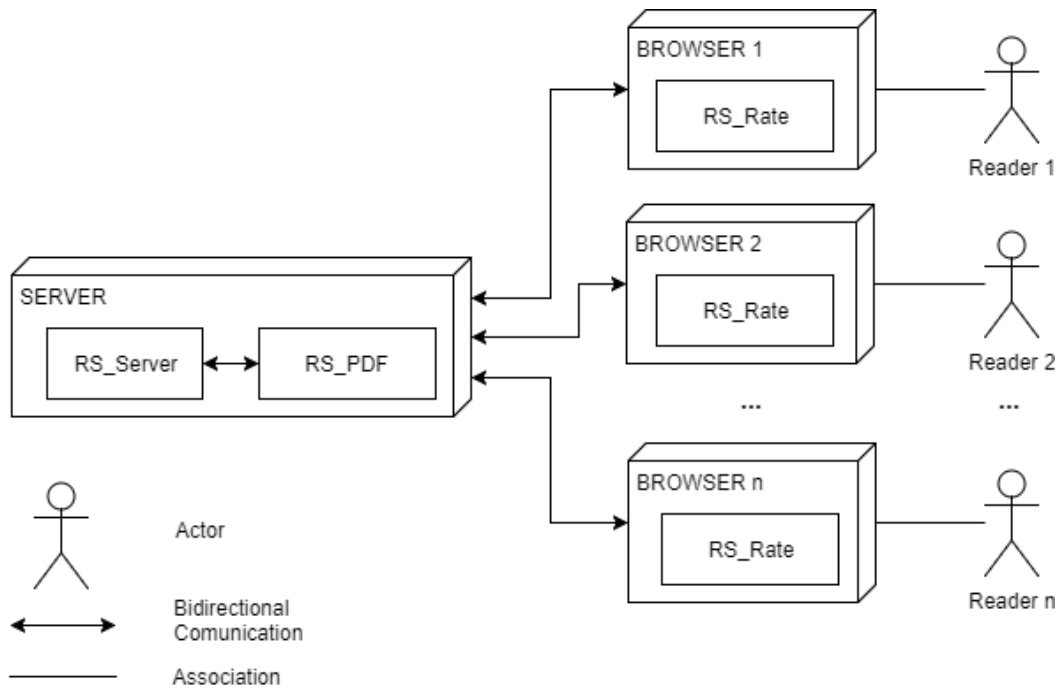 BROWSER 1
RS_Rate
Reader 1
BROWSER 2
RS_Rate
Reader 2
SERVER
RS_Server
RS_PDF
...
...
BROWSER n
RS_Rate
Reader n
Actor
Bidirectional
Comunication
Association